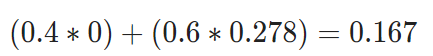 (0.4 ∗ 0) + (0.6 ∗ 0.278) = 0.167